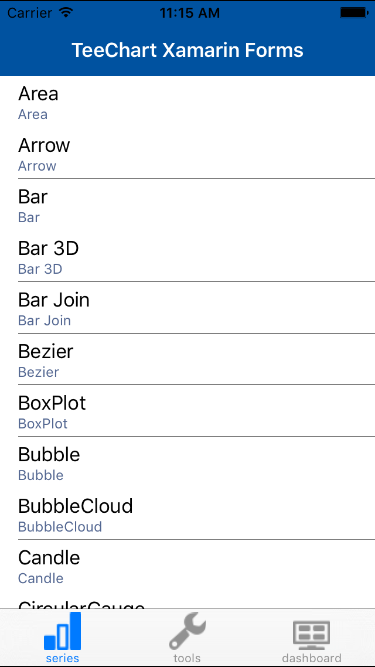 Carrier 11:15 AM
TeeChart Xamarin Forms
Area
Area
Arrow
Arrow
Bar
Bar
Bar 3D
Bar 3D
Bar Join
Bar Join
Bezier
Bezier
BoxPlot
BoxPlot
Bubble
Bubble
BubbleCloud
BubbleCloud
Candle
Candle
CircularGauge
series tools dashboard